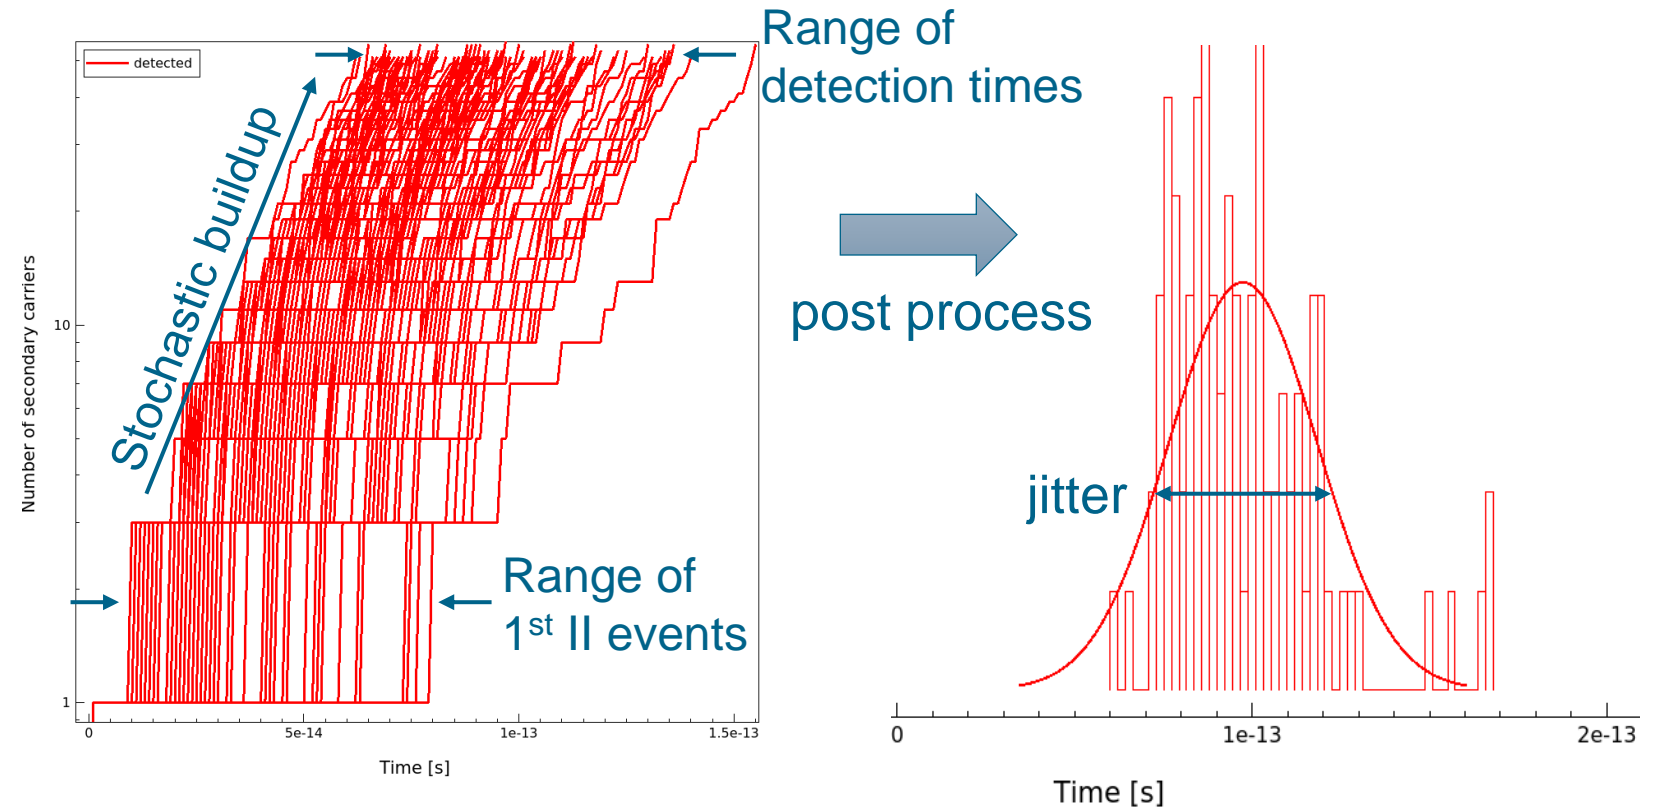 detected
Range of
detection times
Stochastic buildup
Number of secondary carriers
10
1
Range of
1st II events
0
5e-14
1e-13
1.5e-13
Time [s]
post process
jitter
0
1e-13
2e-13
Time [s]